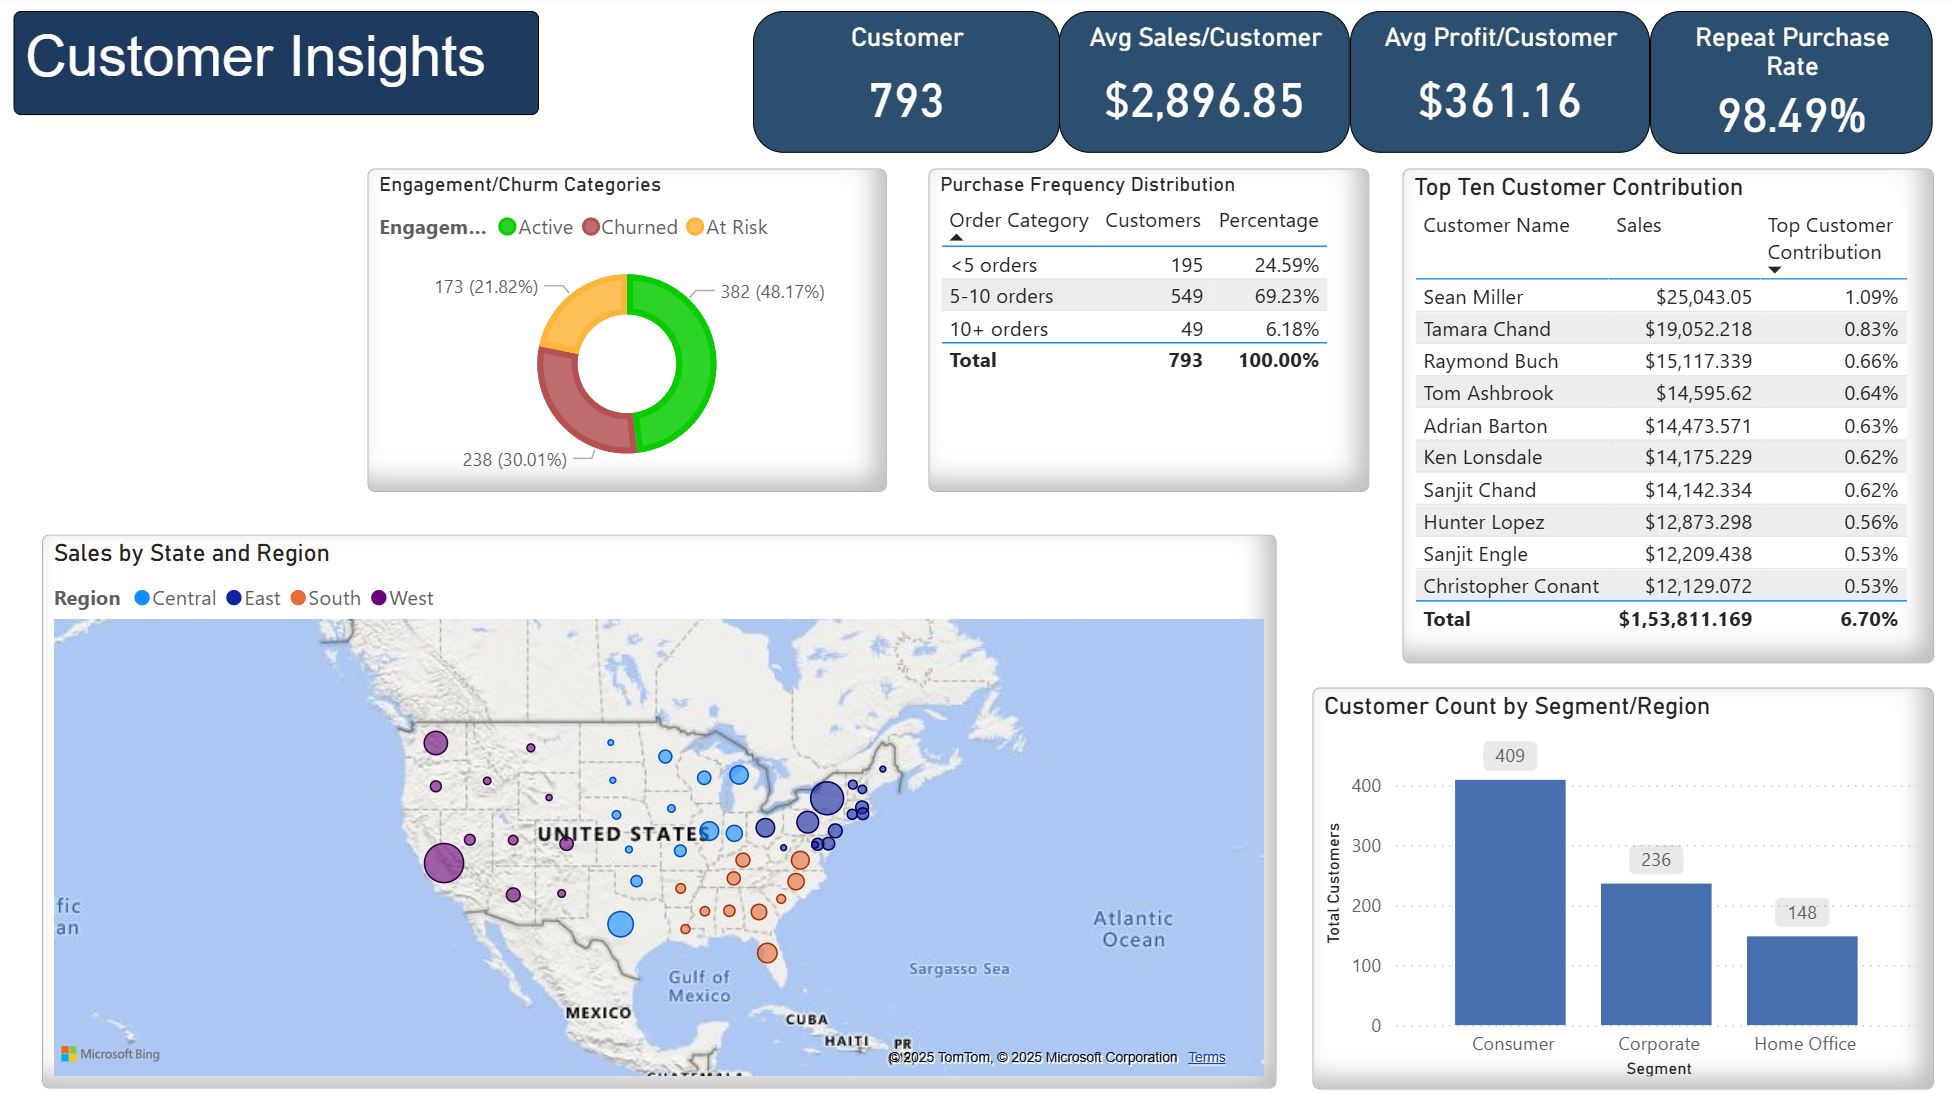 Customer Insights
Customer
793
Avg Sales/Customer
$2,896.85
Avg Profit/Customer
$361.16
Repeat Purchase
Rate
98.49%
Engagement/Churm Categories
Engagem... Active Churned At Risk
173 (21.82%)
382 (48.17%)
238 (30.01%)
Purchase Frequency Distribution
Order Category Customers Percentage
<5 orders 195 24.59%
5-10 orders 549 69.23%
10+ orders 49 6.18%
Total 793 100.00%
Top Ten Customer Contribution
Customer Name Sales Top Customer
Contribution
Sean Miller $25,043.05 1.09%
Tamara Chand $19,052.218 0.83%
Raymond Buch $15,117.339 0.66%
Tom Ashbrook $14,595.62 0.64%
Adrian Barton $14,473.571 0.63%
Ken Lonsdale $14,175.229 0.62%
Sanjit Chand $14,142.334 0.62%
Hunter Lopez $12,873.298 0.56%
Sanjit Engle $12,209.438 0.53%
Christopher Conant $12,129.072 0.53%
Total $1,53,811.169 6.70%
Sales by State and Region
Region Central East South West
UNITED STATES
fic
an
Atlantic
Ocean
Sargasso Sea
Gulf of
Mexico
MEXICO
CUBA
HAITI
PR
Microsoft Bing
© 2025 TomTom, © 2025 Microsoft Corporation Terms
Customer Count by Segment/Region
409
236
148
400
300
200
100
0
Total Customers
Consumer
Corporate
Home Office
Segment